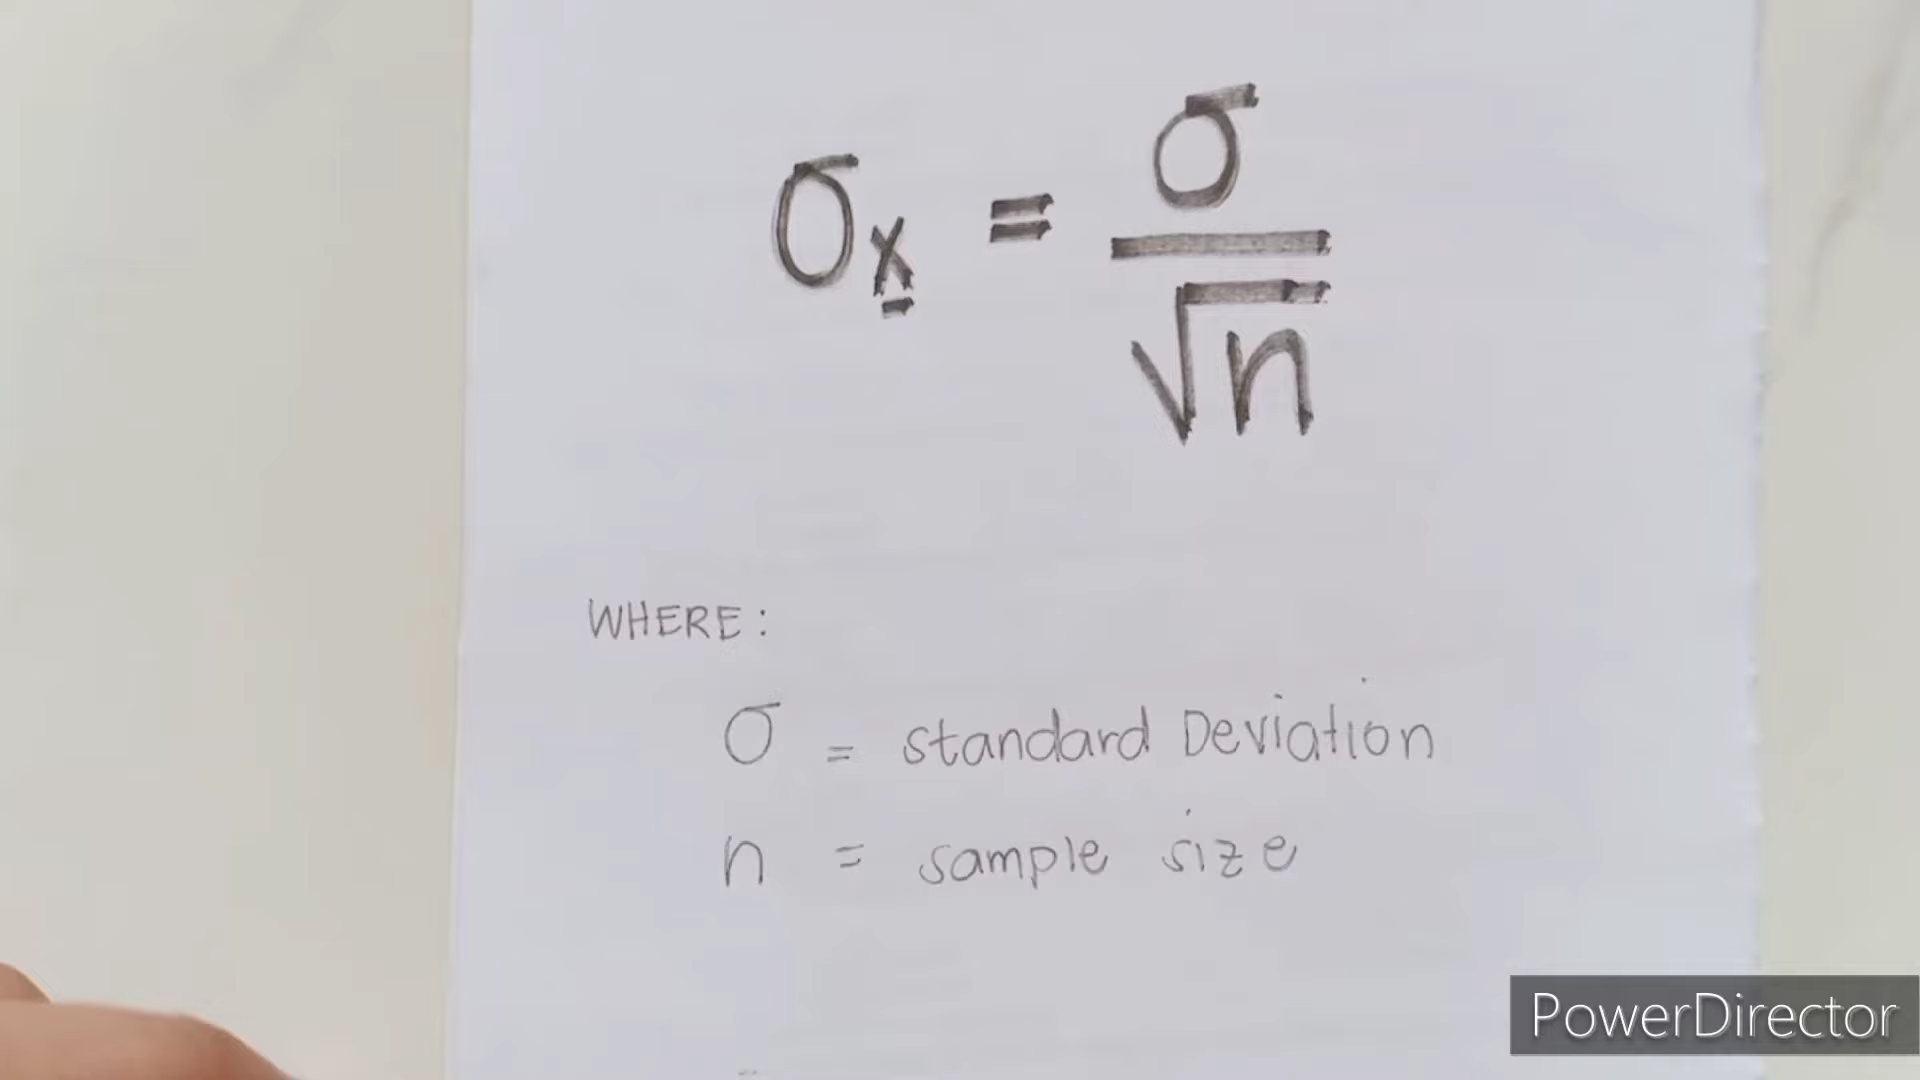 σx̲ = σ/√n
WHERE:
σ = standard Deviation
n = sample size
PowerDirector